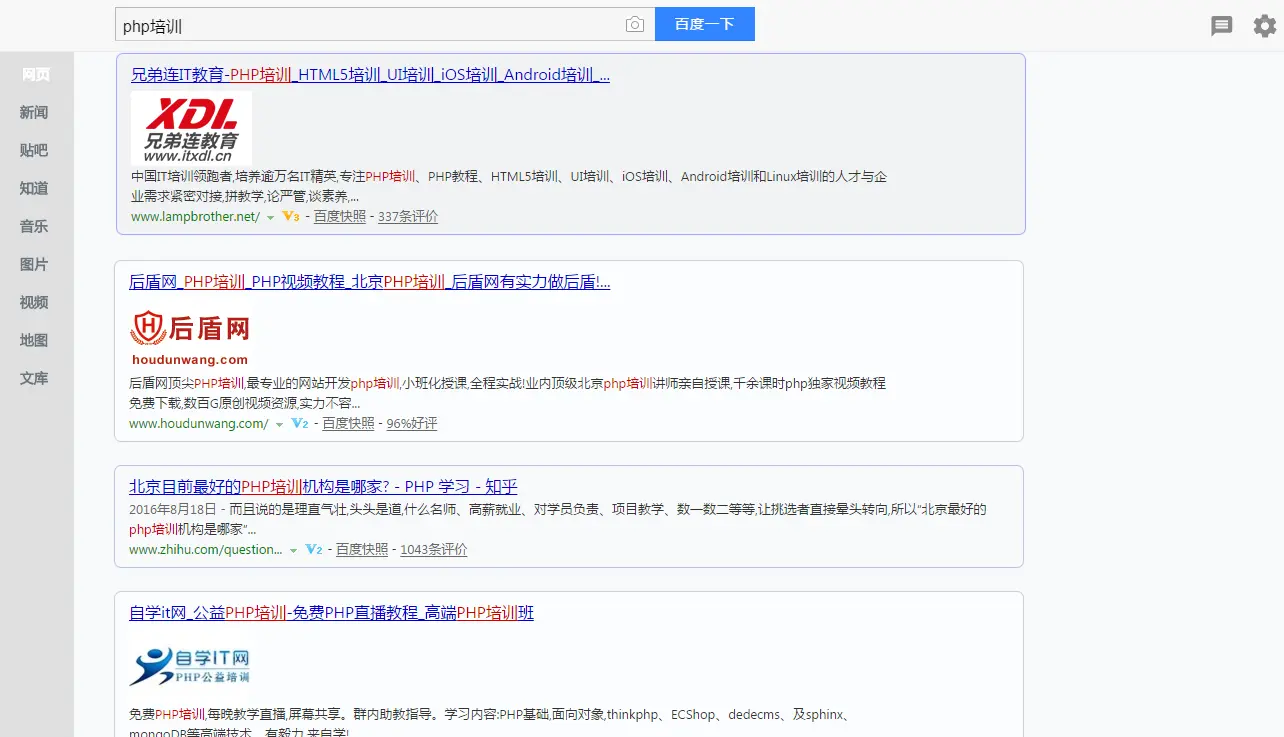 php培训
百度一下
网页
新闻
贴吧
知道
音乐
图片
视频
地图
文库
兄弟连IT教育-PHP培训_HTML5培训_UI培训_iOS培训_Android培训_...
XDL
兄弟连教育
www.itxdl.cn
中国IT培训领跑者,培养逾万名IT精英,专注PHP培训、PHP教程、HTML5培训、UI培训、iOS培训、Android培训和Linux培训的人才与企
业需求紧密对接,拼教学,论严管,谈素养,...
www.lampbrother.net/ V3 - 百度快照 - 337条评价
后盾网_PHP培训_PHP视频教程_北京PHP培训_后盾网有实力做后盾!...
H 后盾网
houdunwang.com
后盾网顶尖PHP培训,最专业的网站开发php培训,小班化授课,全程实战!业内顶级北京php培训讲师亲自授课,千余课时php独家视频教程
免费下载,数百G原创视频资源,实力不容...
www.houdunwang.com/ V2 - 百度快照 - 96%好评
北京目前最好的PHP培训机构是哪家? - PHP 学习 - 知乎
2016年8月18日 - 而且说的是理直气壮,头头是道,什么名师、高薪就业、对学员负责、项目教学、数一数二等等,让挑选者直接晕头转向,所以“北京最好的
php培训机构是哪家”...
www.zhihu.com/question... V2 - 百度快照 - 1043条评价
自学it网_公益PHP培训-免费PHP直播教程_高端PHP培训班
自学IT网
PHP公益培训
免费PHP培训,每晚教学直播,屏幕共享。群内助教指导。学习内容:PHP基础,面向对象,thinkphp、ECShop、dedecms、及sphinx、
mongoDB等高端技术。有毅力,来自学!